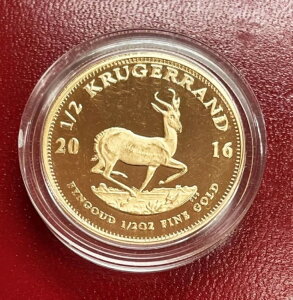 1/2 KRUGERRAND
20 16
FYNGOUD 1/2OZ FINE GOLD